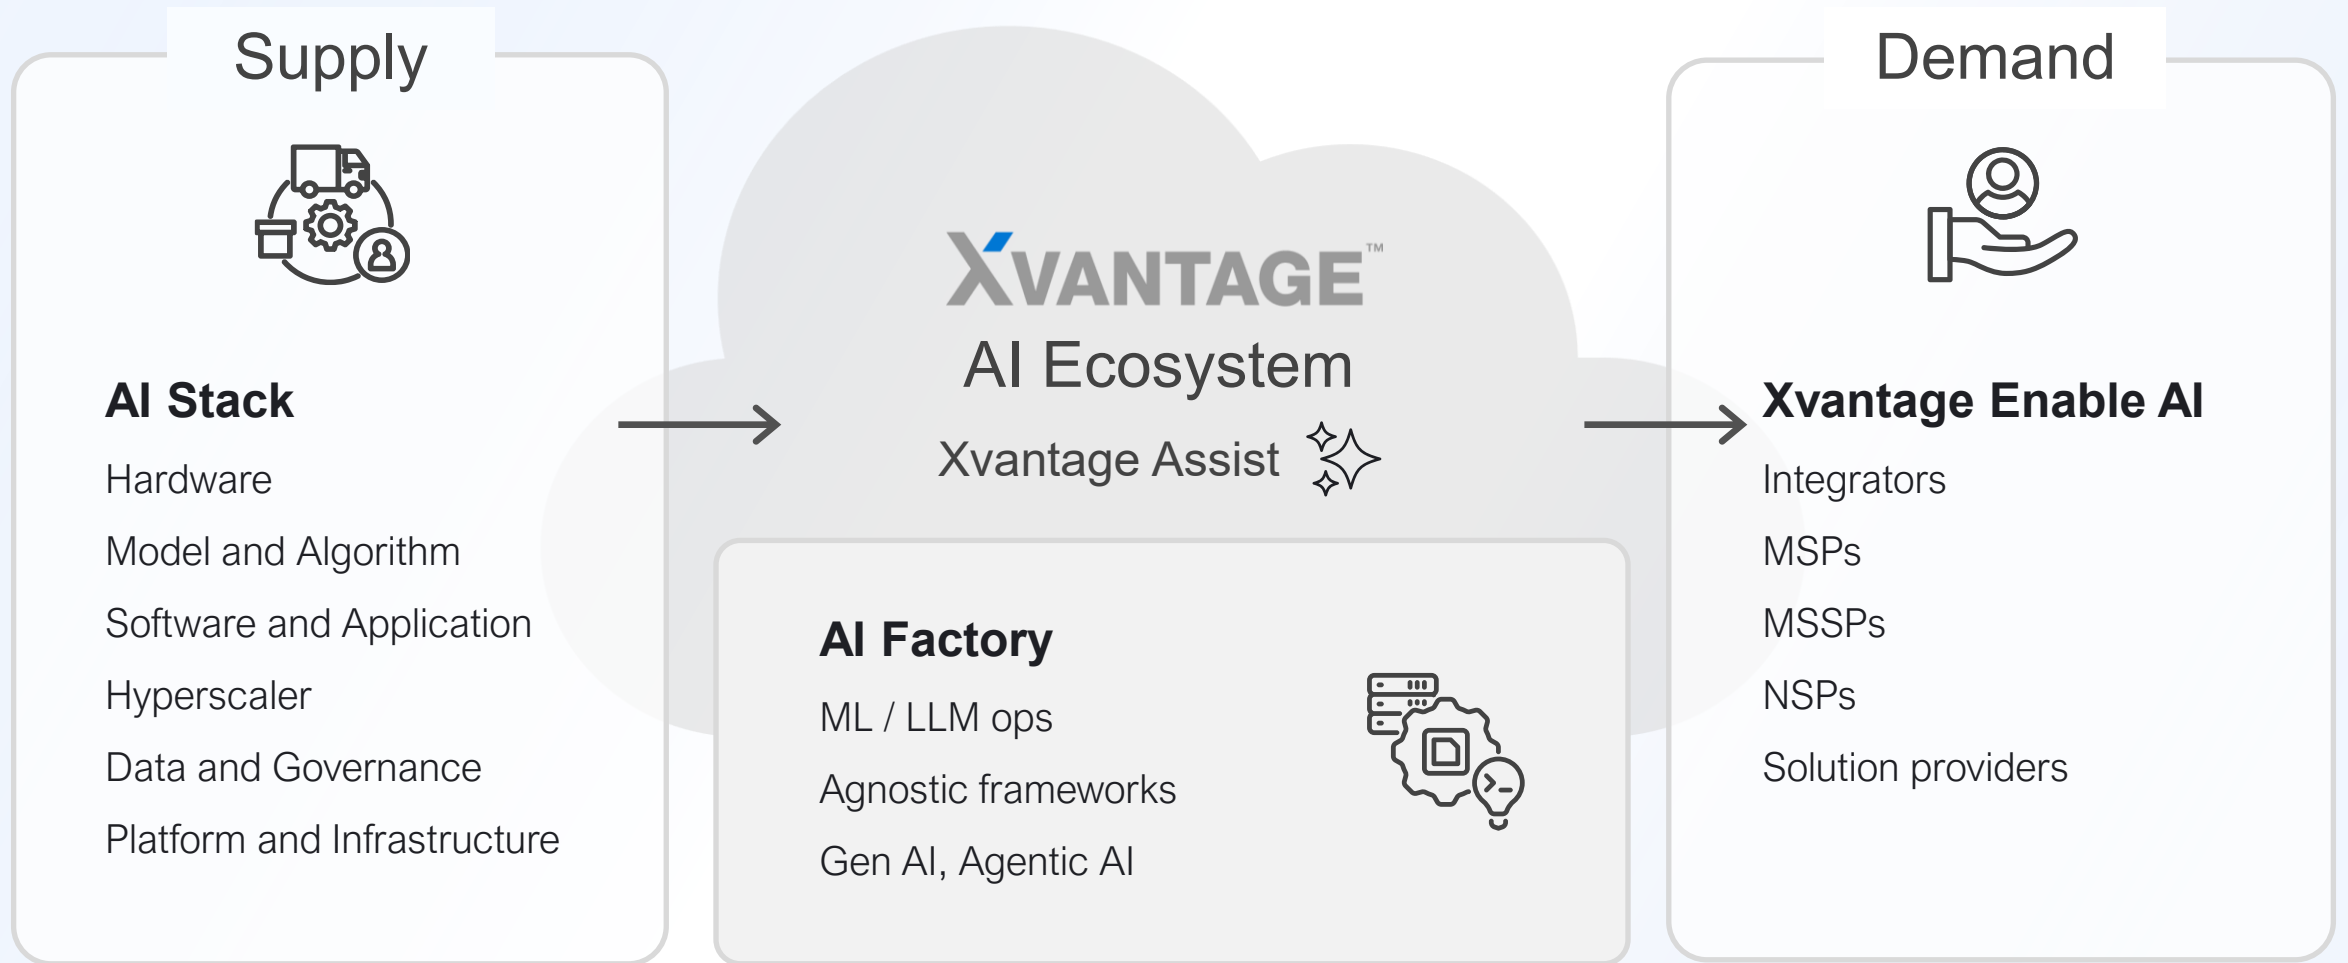 Supply
AI Stack
Hardware
Model and Algorithm
Software and Application
Hyperscaler
Data and Governance
Platform and Infrastructure
XVANTAGE™
AI Ecosystem
Xvantage Assist
AI Factory
ML / LLM ops
Agnostic frameworks
Gen AI, Agentic AI
Demand
Xvantage Enable AI
Integrators
MSPs
MSSPs
NSPs
Solution providers